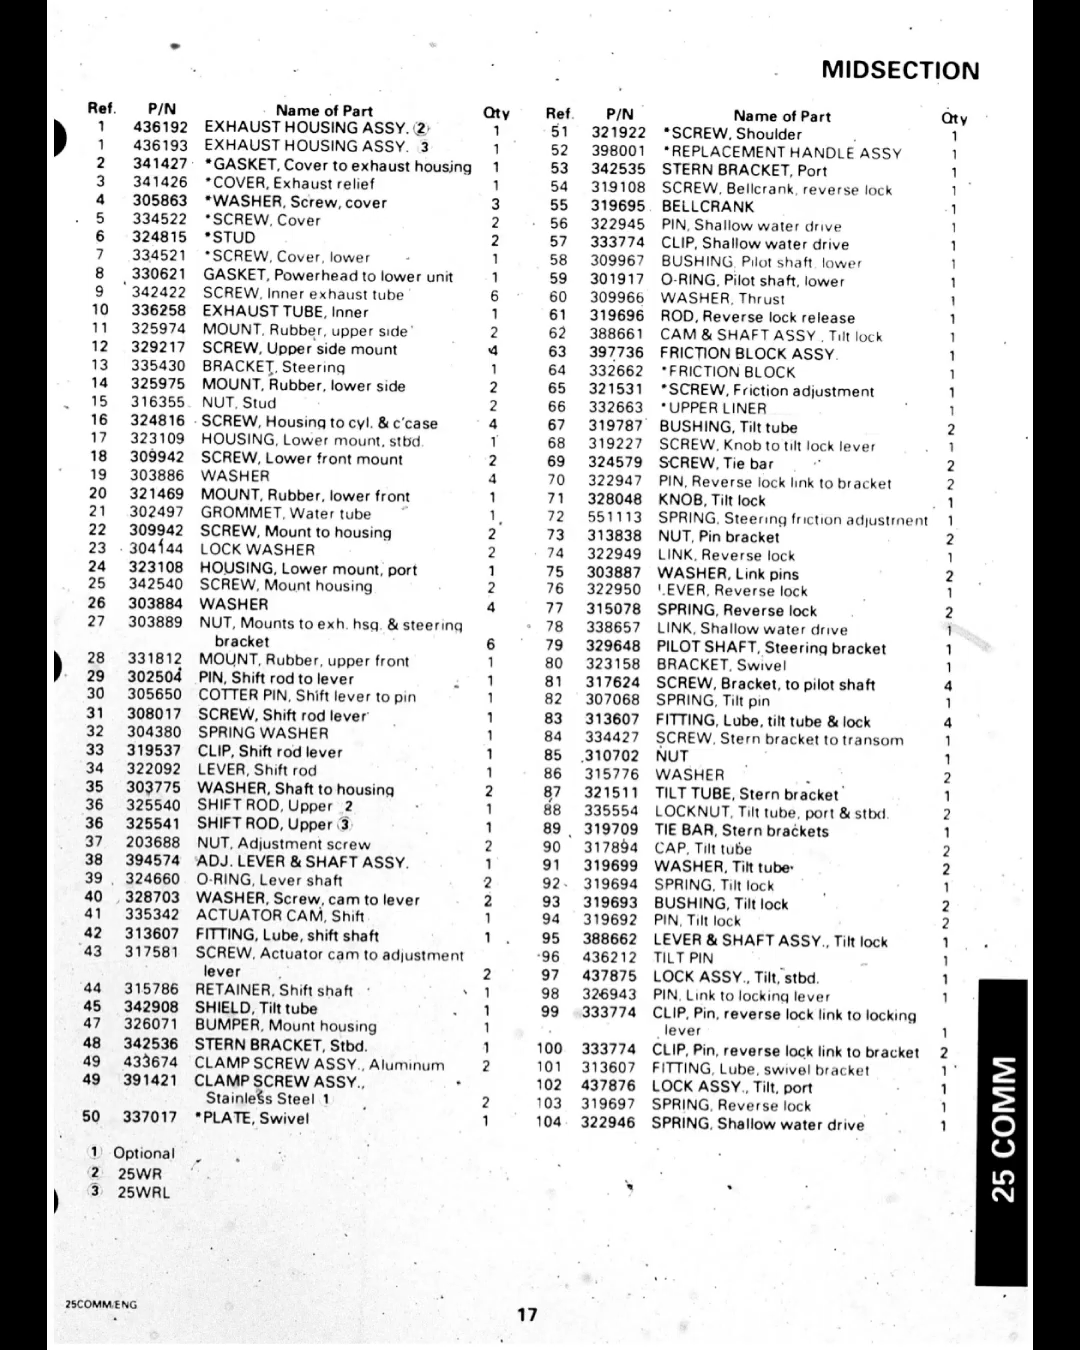 MIDSECTION
Ref. P/N Name of Part Qty
1 436192 EXHAUST HOUSING ASSY. 2 1
1 436193 EXHAUST HOUSING ASSY. 3 1
2 341427 *GASKET, Cover to exhaust housing 1
3 341426 *COVER, Exhaust relief 1
4 305863 *WASHER, Screw, cover 3
5 334522 *SCREW, Cover 2
6 324815 *STUD 2
7 334521 *SCREW, Cover, lower 1
8 330621 GASKET, Powerhead to lower unit 1
9 342422 SCREW, Inner exhaust tube 6
10 336258 EXHAUST TUBE, Inner 1
11 325974 MOUNT, Rubber, upper side 2
12 329217 SCREW, Upper side mount 4
13 335430 BRACKET, Steering 1
14 325975 MOUNT, Rubber, lower side 2
15 316355 NUT, Stud 2
16 324816 SCREW, Housing to cyl. & c'case 4
17 323109 HOUSING, Lower mount, stbd. 1
18 309942 SCREW, Lower front mount 2
19 303886 WASHER 4
20 321469 MOUNT, Rubber, lower front 1
21 302497 GROMMET, Water tube 1
22 309942 SCREW, Mount to housing 2
23 304144 LOCK WASHER 2
24 323108 HOUSING, Lower mount, port 1
25 342540 SCREW, Mount housing 2
26 303884 WASHER 4
27 303889 NUT, Mounts to exh. hsg. & steering
bracket 6
28 331812 MOUNT, Rubber, upper front 1
29 302504 PIN, Shift rod to lever 1
30 305650 COTTER PIN, Shift lever to pin 1
31 308017 SCREW, Shift rod lever 1
32 304380 SPRING WASHER 1
33 319537 CLIP, Shift rod lever 1
34 322092 LEVER, Shift rod 1
35 303775 WASHER, Shaft to housing 2
36 325540 SHIFT ROD, Upper 2 1
36 325541 SHIFT ROD, Upper 3 1
37 203688 NUT, Adjustment screw 2
38 394574 ADJ. LEVER & SHAFT ASSY. 1
39 324660 O-RING, Lever shaft 2
40 328703 WASHER, Screw, cam to lever 2
41 335342 ACTUATOR CAM, Shift 1
42 313607 FITTING, Lube, shift shaft 1
43 317581 SCREW, Actuator cam to adjustment
lever 2
44 315786 RETAINER, Shift shaft 1
45 342908 SHIELD, Tilt tube 1
47 326071 BUMPER, Mount housing 1
48 342536 STERN BRACKET, Stbd. 1
49 433674 CLAMP SCREW ASSY., Aluminum 2
49 391421 CLAMP SCREW ASSY.,
Stainless Steel 1 2
50 337017 *PLATE, Swivel 1
1 Optional
2 25WR
3 25WRL
Ref. P/N Name of Part Qty
51 321922 *SCREW, Shoulder 1
52 398001 *REPLACEMENT HANDLE ASSY 1
53 342535 STERN BRACKET, Port 1
54 319108 SCREW, Bellcrank, reverse lock 1
55 319695 BELLCRANK 1
56 322945 PIN, Shallow water drive 1
57 333774 CLIP, Shallow water drive 1
58 309967 BUSHING, Pilot shaft, lower 1
59 301917 O-RING, Pilot shaft, lower 1
60 309966 WASHER, Thrust 1
61 319696 ROD, Reverse lock release 1
62 388661 CAM & SHAFT ASSY., Tilt lock 1
63 397736 FRICTION BLOCK ASSY. 1
64 332662 *FRICTION BLOCK 1
65 321531 *SCREW, Friction adjustment 1
66 332663 *UPPER LINER 1
67 319787 BUSHING, Tilt tube 2
68 319227 SCREW, Knob to tilt lock lever 1
69 324579 SCREW, Tie bar 2
70 322947 PIN, Reverse lock link to bracket 2
71 328048 KNOB, Tilt lock 1
72 551113 SPRING, Steering friction adjustment 1
73 313838 NUT, Pin bracket 2
74 322949 LINK, Reverse lock 1
75 303887 WASHER, Link pins 2
76 322950 LEVER, Reverse lock 1
77 315078 SPRING, Reverse lock 2
78 338657 LINK, Shallow water drive 1
79 329648 PILOT SHAFT, Steering bracket 1
80 323158 BRACKET, Swivel 1
81 317624 SCREW, Bracket, to pilot shaft 4
82 307068 SPRING, Tilt pin 1
83 313607 FITTING, Lube, tilt tube & lock 4
84 334427 SCREW, Stern bracket to transom 1
85 310702 NUT 1
86 315776 WASHER 2
87 321511 TILT TUBE, Stern bracket 1
88 335554 LOCKNUT, Tilt tube, port & stbd. 2
89 319709 TIE BAR, Stern brackets 1
90 317894 CAP, Tilt tube 2
91 319699 WASHER, Tilt tube 2
92 319694 SPRING, Tilt lock 1
93 319693 BUSHING, Tilt lock 2
94 319692 PIN, Tilt lock 2
95 388662 LEVER & SHAFT ASSY., Tilt lock 1
96 436212 TILT PIN 1
97 437875 LOCK ASSY., Tilt, stbd. 1
98 326943 PIN, Link to locking lever 1
99 333774 CLIP, Pin, reverse lock link to locking
lever 1
100 333774 CLIP, Pin, reverse lock link to bracket 2
101 313607 FITTING, Lube, swivel bracket 1
102 437876 LOCK ASSY., Tilt, port 1
103 319697 SPRING, Reverse lock 1
104 322946 SPRING, Shallow water drive 1
25 COMM
25COMM/ENG
17